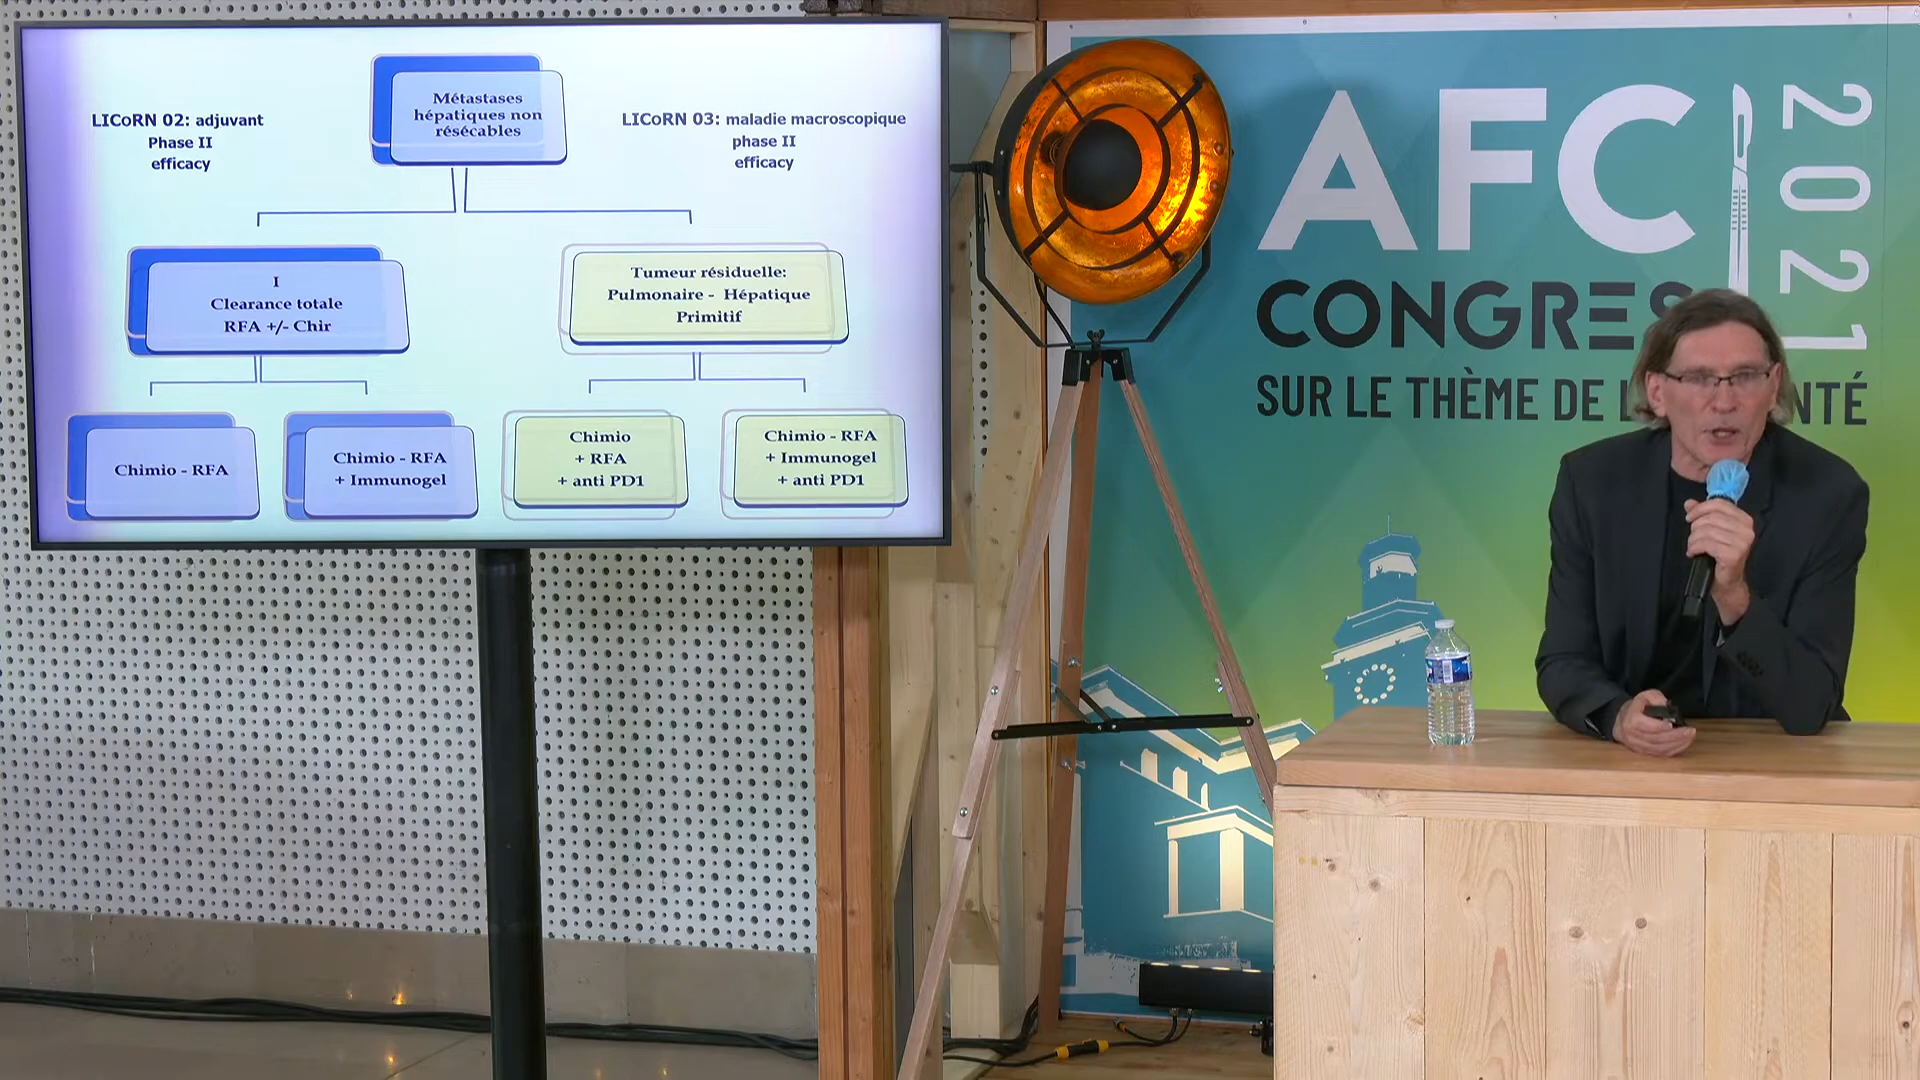 Métastases
hépatiques non
résécables
LICoRN 02: adjuvant
Phase II
efficacy
LICoRN 03: maladie macroscopique
phase II
efficacy
I
Clearance totale
RFA +/- Chir
Tumeur résiduelle:
Pulmonaire - Hépatique
Primitif
Chimio - RFA
Chimio - RFA
+ Immunogel
Chimio
+ RFA
+ anti PD1
Chimio - RFA
+ Immunogel
+ anti PD1
AFC
2021
CONGRES
SUR LE THÈME DE L
NTÉ